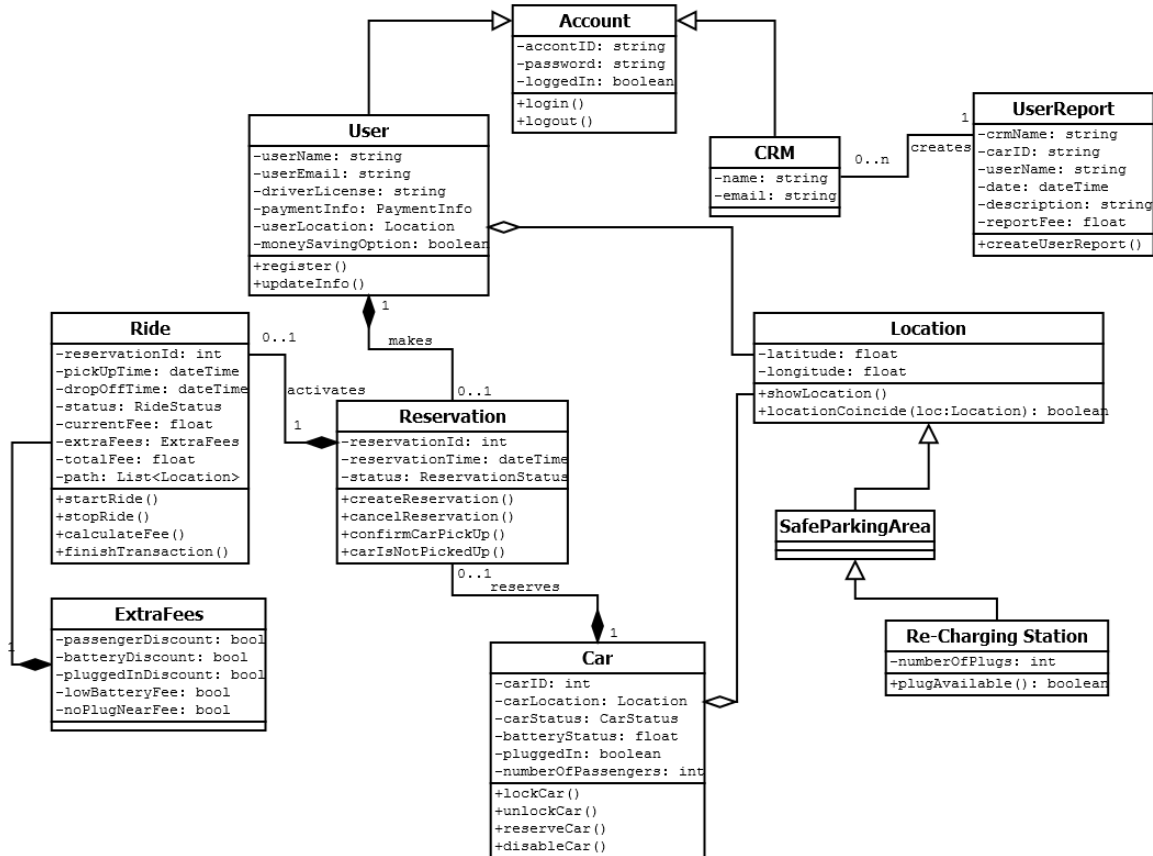 Account
-accontID: string
-password: string
-loggedIn: boolean
+login()
+logout()
User
-userName: string
-userEmail: string
-driverLicense: string
-paymentInfo: PaymentInfo
-userLocation: Location
-moneySavingOption: boolean
+register()
+updateInfo()
CRM
-name: string
-email: string
0..n
creates
1
UserReport
-crmName: string
-carID: string
-userName: string
-date: dateTime
-description: string
-reportFee: float
+createUserReport()
1
makes
0..1
Ride
-reservationId: int
-pickUpTime: dateTime
-dropOffTime: dateTime
-status: RideStatus
-currentFee: float
-extraFees: ExtraFees
-totalFee: float
-path: List<Location>
+startRide()
+stopRide()
+calculateFee()
+finishTransaction()
0..1
activates
1
Reservation
-reservationId: int
-reservationTime: dateTime
-status: ReservationStatus
+createReservation()
+cancelReservation()
+confirmCarPickUp()
+carIsNotPickedUp()
Location
-latitude: float
-longitude: float
+showLocation()
+locationCoincide(loc:Location): boolean
SafeParkingArea
Re-Charging Station
-numberOfPlugs: int
+plugAvailable(): boolean
0..1
reserves
1
1
ExtraFees
-passengerDiscount: bool
-batteryDiscount: bool
-pluggedInDiscount: bool
-lowBatteryFee: bool
-noPlugNearFee: bool
Car
-carID: int
-carLocation: Location
-carStatus: CarStatus
-batteryStatus: float
-pluggedIn: boolean
-numberOfPassengers: int
+lockCar()
+unlockCar()
+reserveCar()
+disableCar()